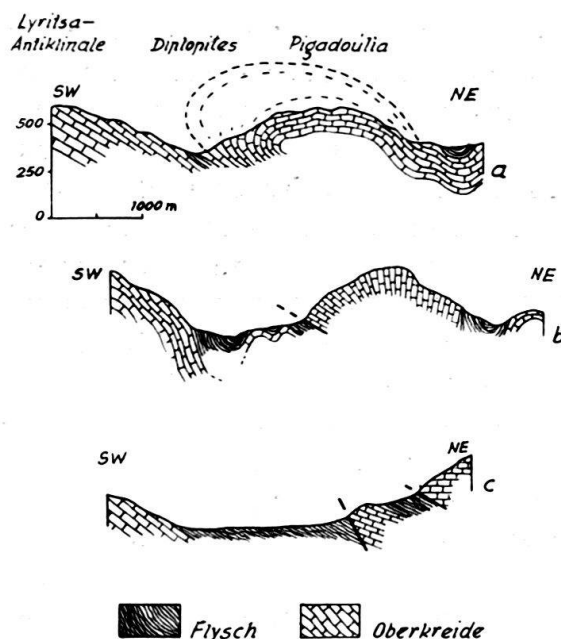 Lyritsa-
Antiklinale Diplopites Pigadoulia
SW NE
500
250
0
1000 m
a
SW NE
b
SW NE
c
Flysch Oberkreide